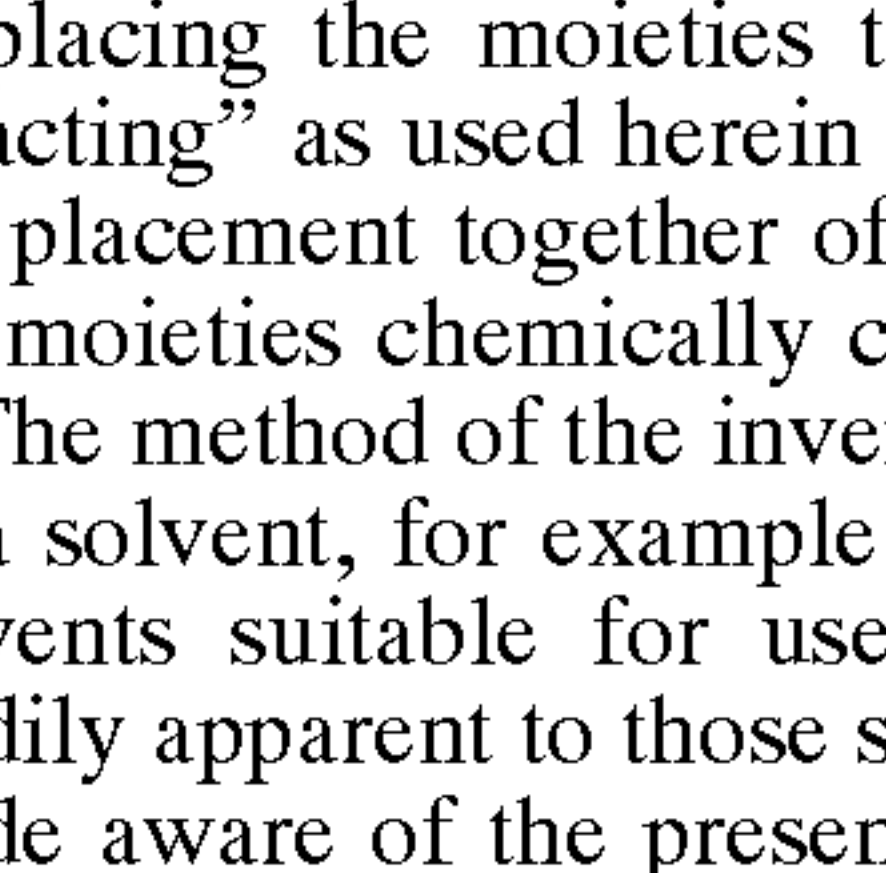 placing the moieties t
acting” as used herein
placement together of
moieties chemically c
The method of the inve
solvent, for example
vents suitable for use
dily apparent to those s
de aware of the presen